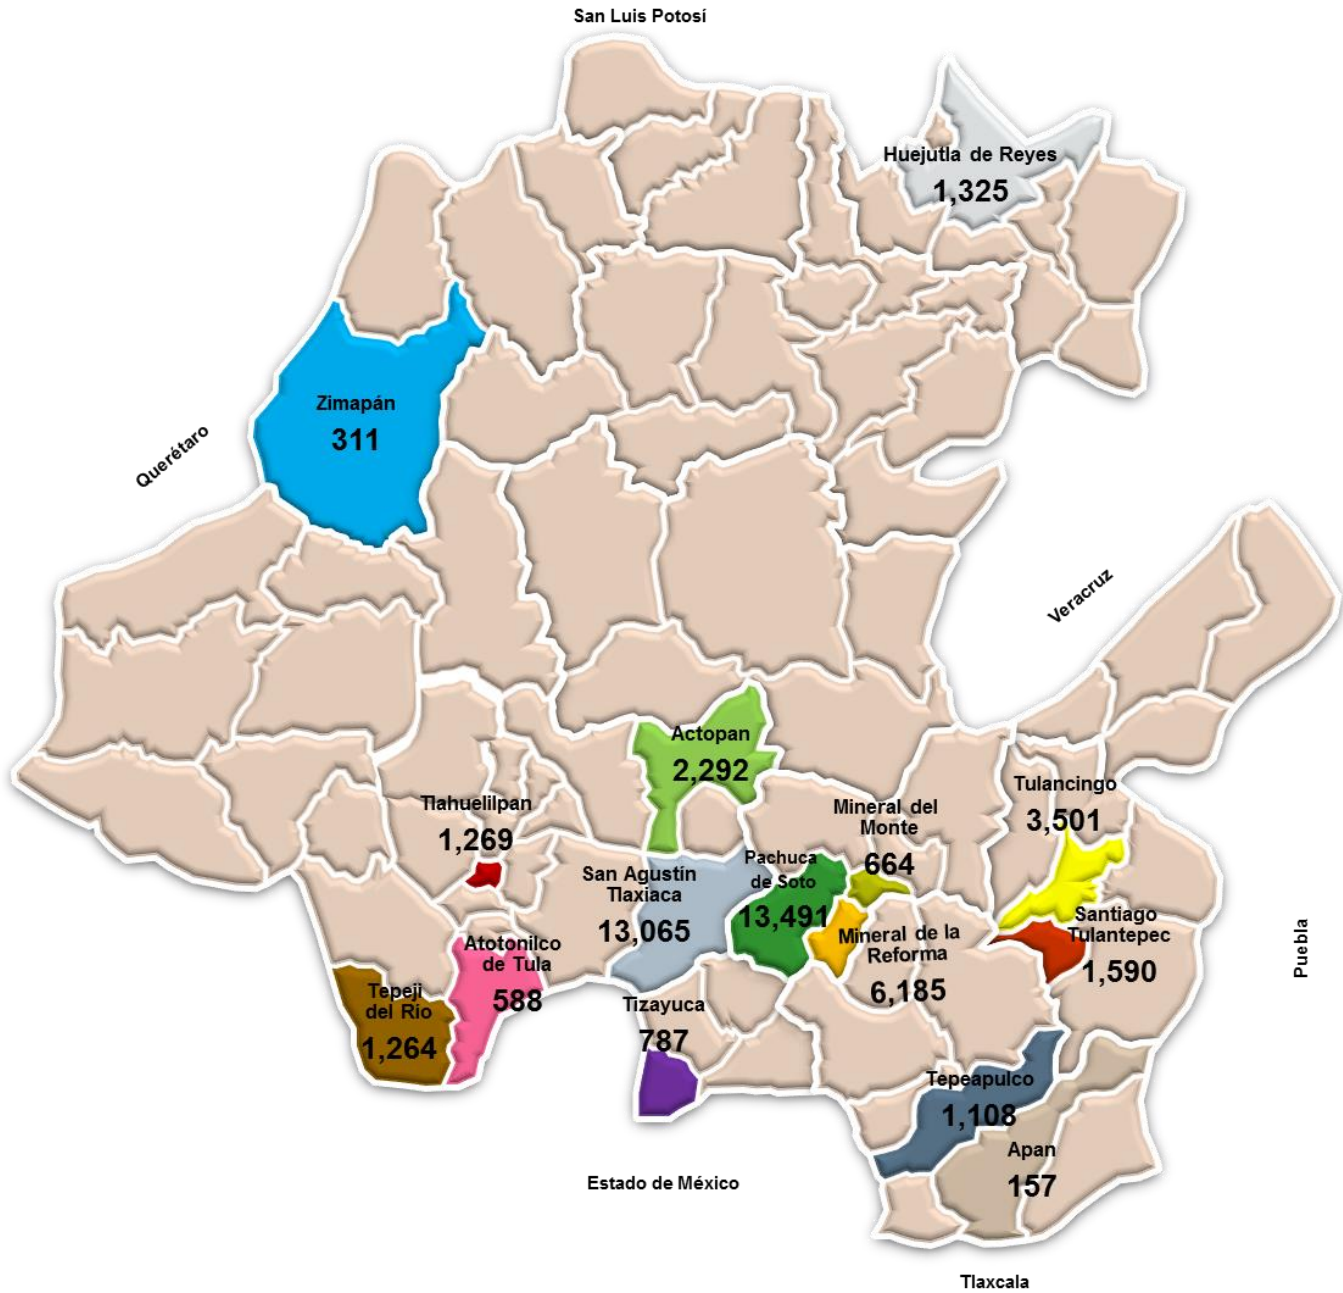 San Luis Potosí
Huejutla de Reyes
1,325
Zimapán
311
Querétaro
Veracruz
Actopan
2,292
Tulancingo
3,501
Tlahuelilpan
1,269
Mineral del
Monte
664
Pachuca
de Soto
13,491
San Agustín
Tlaxiaca
13,065
Santiago
Tulantepec
1,590
Mineral de la
Reforma
6,185
Atotonilco
de Tula
588
Puebla
Tepeji
del Río
1,264
Tizayuca
787
Tepeapulco
1,108
Apan
157
Estado de México
Tlaxcala